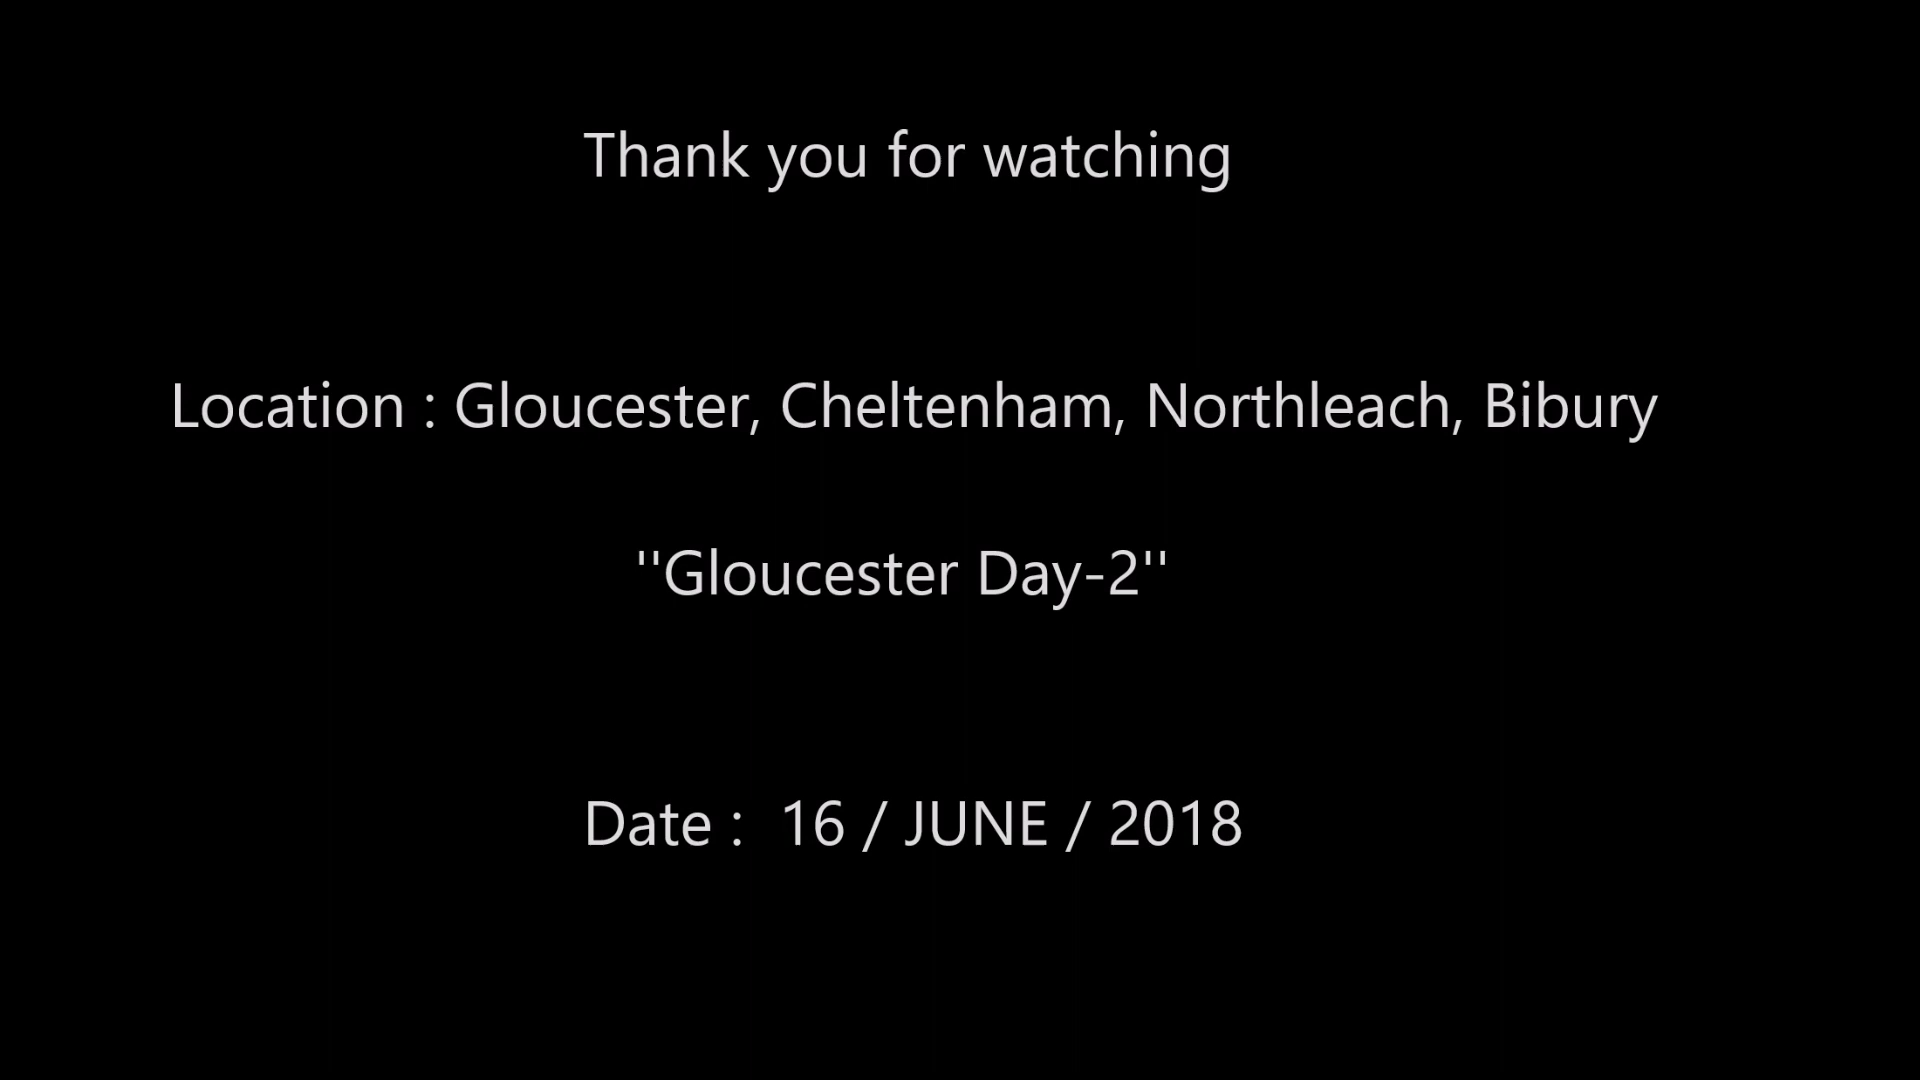 Thank you for watching
Location : Gloucester, Cheltenham, Northleach, Bibury
''Gloucester Day-2''
Date :  16 / JUNE / 2018